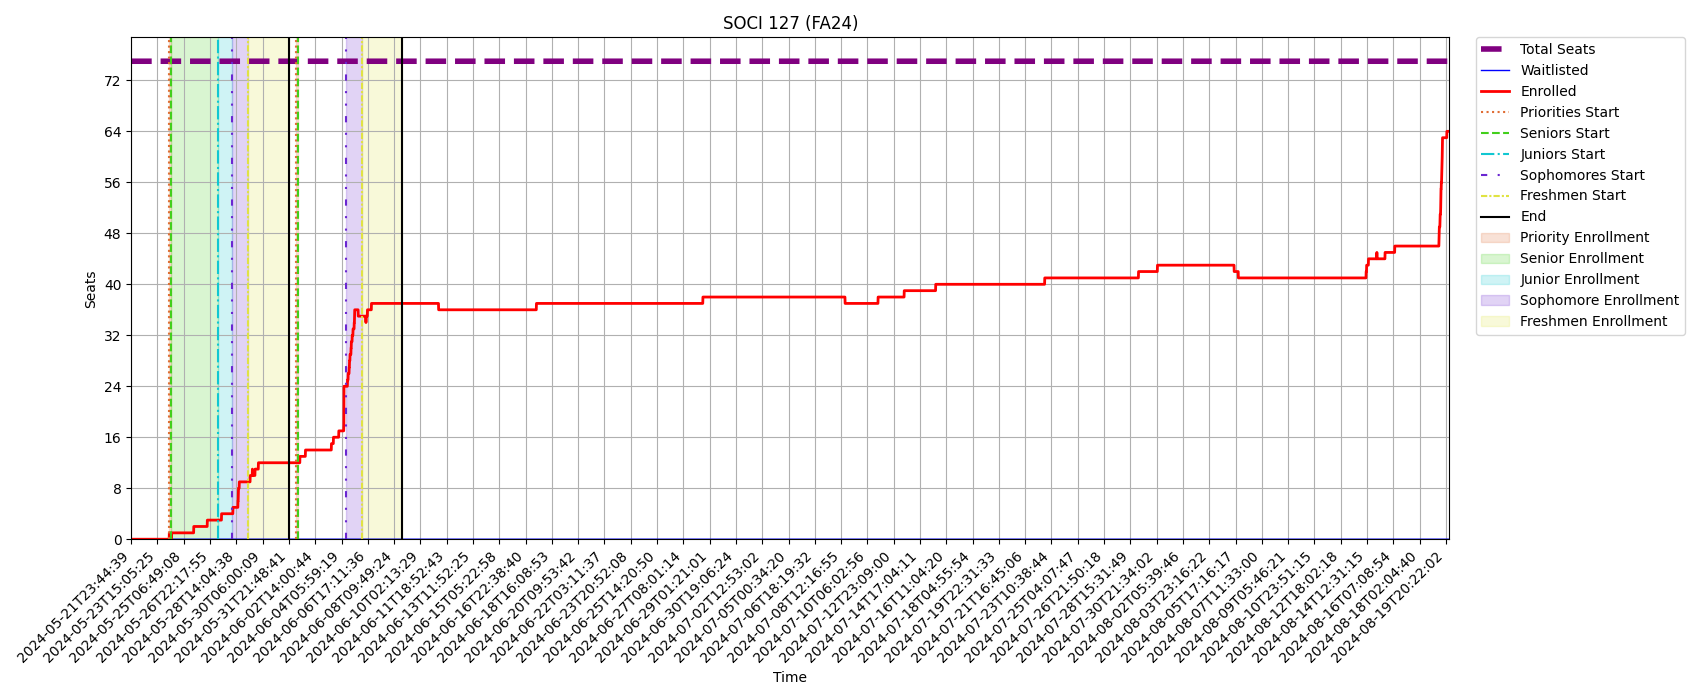 SOCI 127 (FA24)
Seats
72
64
56
48
40
32
24
16
8
0
2024-05-21T23:44:39
2024-05-23T15:05:25
2024-05-25T06:49:08
2024-05-26T22:17:55
2024-05-28T14:04:38
2024-05-30T06:00:09
2024-05-31T21:48:41
2024-06-02T14:00:44
2024-06-04T05:59:19
2024-06-06T17:11:36
2024-06-08T09:49:24
2024-06-10T02:13:29
2024-06-11T18:52:43
2024-06-13T11:52:25
2024-06-15T05:22:58
2024-06-16T22:38:40
2024-06-18T16:08:53
2024-06-20T09:53:42
2024-06-22T03:11:37
2024-06-23T20:52:08
2024-06-25T14:20:50
2024-06-27T08:01:14
2024-06-29T01:21:01
2024-06-30T19:06:24
2024-07-02T12:53:02
2024-07-05T00:34:20
2024-07-06T18:19:32
2024-07-08T12:16:55
2024-07-10T06:02:56
2024-07-12T23:09:00
2024-07-14T17:04:11
2024-07-16T11:04:20
2024-07-18T04:55:54
2024-07-19T22:31:33
2024-07-21T16:45:06
2024-07-23T10:38:44
2024-07-25T04:07:47
2024-07-26T21:50:18
2024-07-28T15:31:49
2024-07-30T21:34:02
2024-08-02T05:39:46
2024-08-03T23:16:22
2024-08-05T17:16:17
2024-08-07T11:33:00
2024-08-09T05:46:21
2024-08-10T23:51:15
2024-08-12T18:02:18
2024-08-14T12:31:15
2024-08-16T07:08:54
2024-08-18T02:04:40
2024-08-19T20:22:02
Time
Total Seats
Waitlisted
Enrolled
Priorities Start
Seniors Start
Juniors Start
Sophomores Start
Freshmen Start
End
Priority Enrollment
Senior Enrollment
Junior Enrollment
Sophomore Enrollment
Freshmen Enrollment